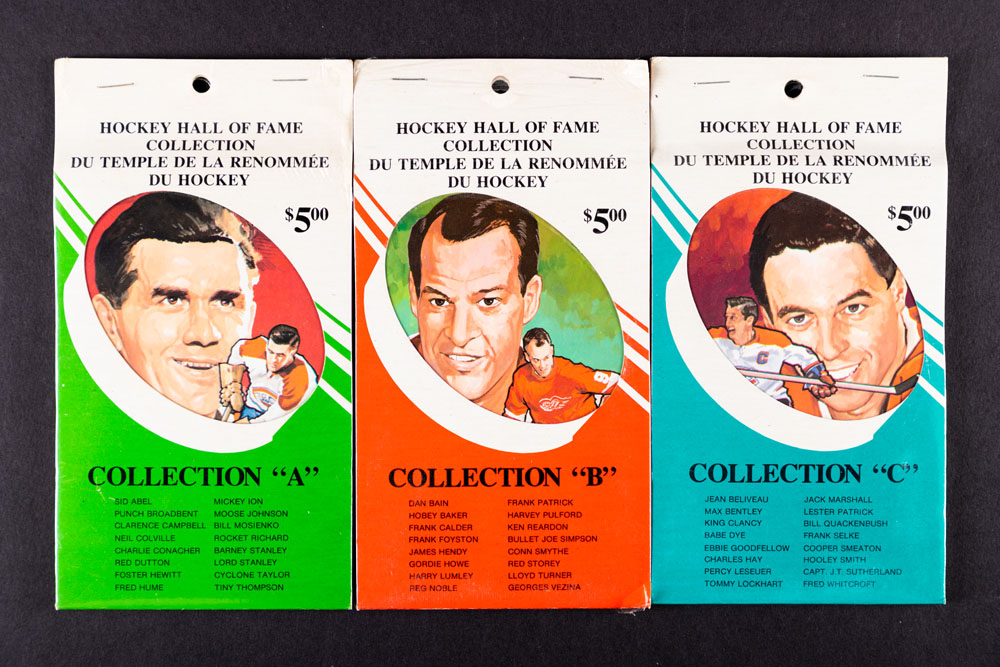 HOCKEY HALL OF FAME
COLLECTION
DU TEMPLE DE LA RENOMMÉE
DU HOCKEY
$5.00
COLLECTION "A"
SID ABEL
PUNCH BROADBENT
CLARENCE CAMPBELL
NEIL COLVILLE
CHARLIE CONACHER
RED DUTTON
FOSTER HEWITT
FRED HUME
MICKEY ION
MOOSE JOHNSON
BILL MOSIENKO
ROCKET RICHARD
BARNEY STANLEY
LORD STANLEY
CYCLONE TAYLOR
TINY THOMPSON
HOCKEY HALL OF FAME
COLLECTION
DU TEMPLE DE LA RENOMMÉE
DU HOCKEY
$5.00
COLLECTION "B"
DAN BAIN
HOBEY BAKER
FRANK CALDER
FRANK FOYSTON
JAMES HENDY
GORDIE HOWE
HARRY LUMLEY
REG NOBLE
FRANK PATRICK
HARVEY PULFORD
KEN REARDON
BULLET JOE SIMPSON
CONN SMYTHE
RED STOREY
LLOYD TURNER
GEORGES VEZINA
HOCKEY HALL OF FAME
COLLECTION
DU TEMPLE DE LA RENOMMÉE
DU HOCKEY
$5.00
C
COLLECTION "C"
JEAN BELIVEAU
MAX BENTLEY
KING CLANCY
BABE DYE
EBBIE GOODFELLOW
CHARLES HAY
PERCY LESEUER
TOMMY LOCKHART
JACK MARSHALL
LESTER PATRICK
BILL QUACKENBUSH
FRANK SELKE
COOPER SMEATON
HOOLEY SMITH
CAPT. J.T. SUTHERLAND
FRED WHITCROFT